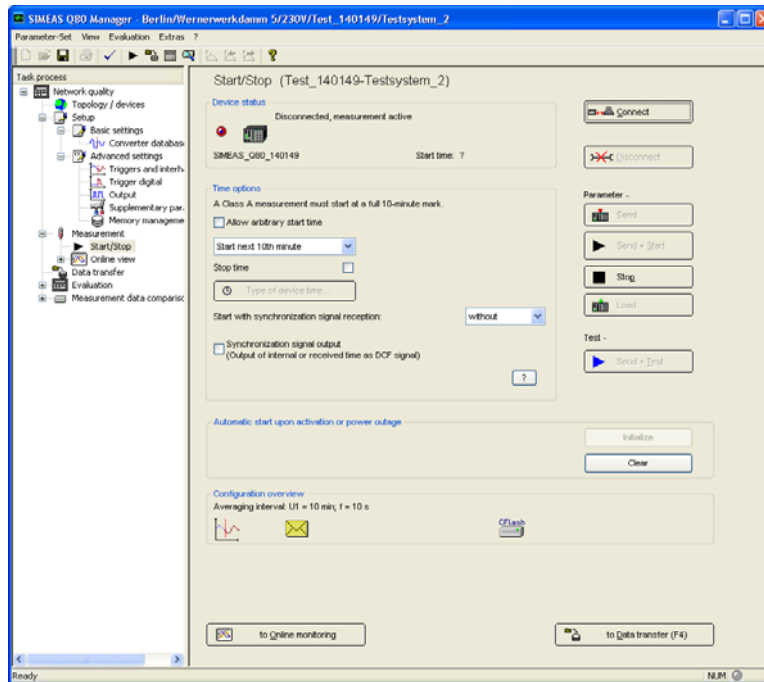 SIMEAS Q80 Manager - Berlin/Wernerwerkdamm 5/230V/Test_140149/Testsystem_2
Parameter-Set View Evaluation Extras ?
Task process
Network quality
Topology / devices
Setup
Basic settings
Converter databas
Advanced settings
Triggers and interh
Trigger digital
Output
Supplementary par.
Memory manageme
Measurement
Start/Stop
Online view
Data transfer
Evaluation
Measurement data comparisc
Start/Stop (Test_140149-Testsystem_2)
Device status
Disconnected, measurement active
SIMEAS_Q80_140149 Start time: ?
Time options
A Class A measurement must start at a full 10-minute mark.
Allow arbitrary start time
Start next 10th minute
Stop time
Type of device time...
Start with synchronization signal reception: without
Synchronization signal output
(Output of internal or received time as DCF signal)
?
Connect
Disconnect
Parameter -
Send
Send + Start
Stop
Load
Test -
Send + Test
Automatic start upon activation or power outage
Initialize
Clear
Configuration overview
Averaging interval: U1 = 10 min; f = 10 s
CFlash
to Online monitoring
to Data transfer (F4)
Ready NUM